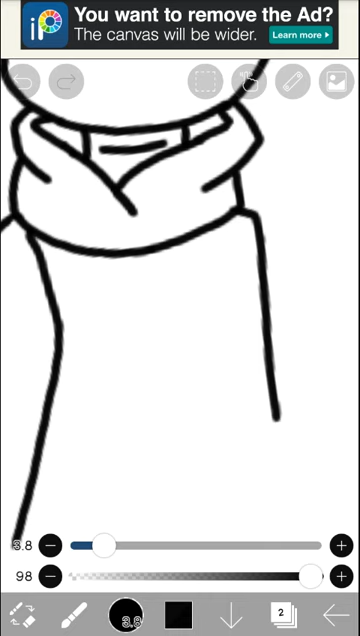 iP
You want to remove the Ad?
The canvas will be wider.
Learn more
3.8
98
3.8
2